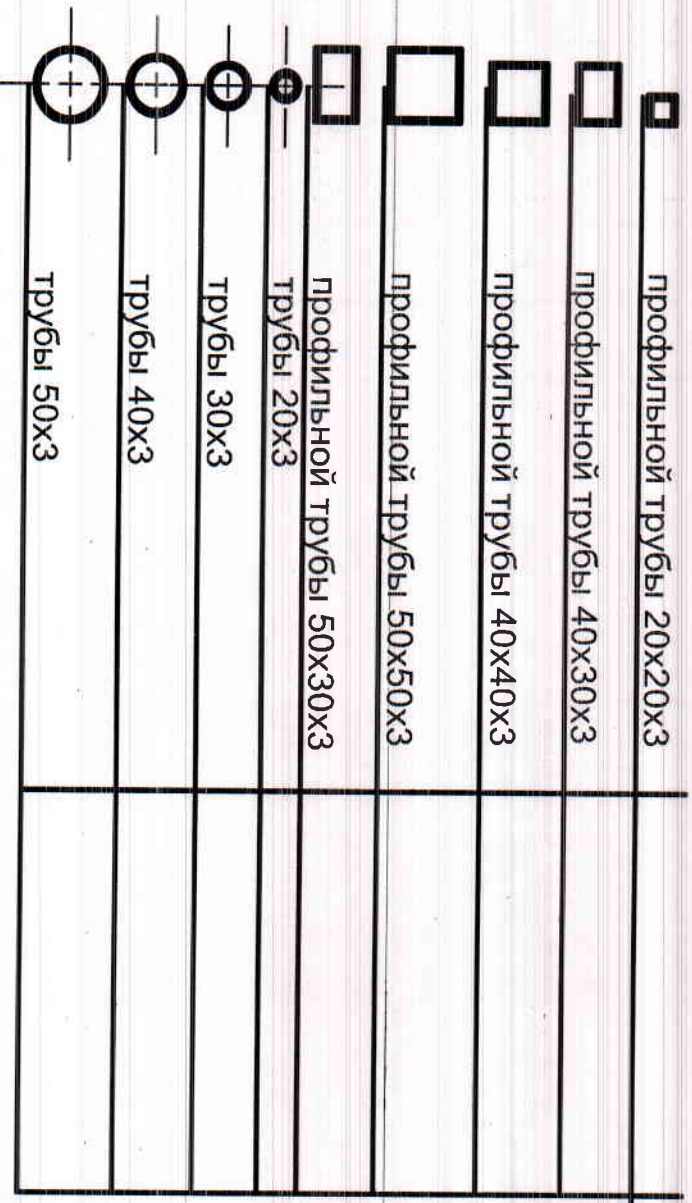 профильной трубы 20х20х3
профильной трубы 40х30х3
профильной трубы 40х40х3
профильной трубы 50х50х3
профильной трубы 50х30х3
трубы 20х3
трубы 30х3
трубы 40х3
трубы 50х3